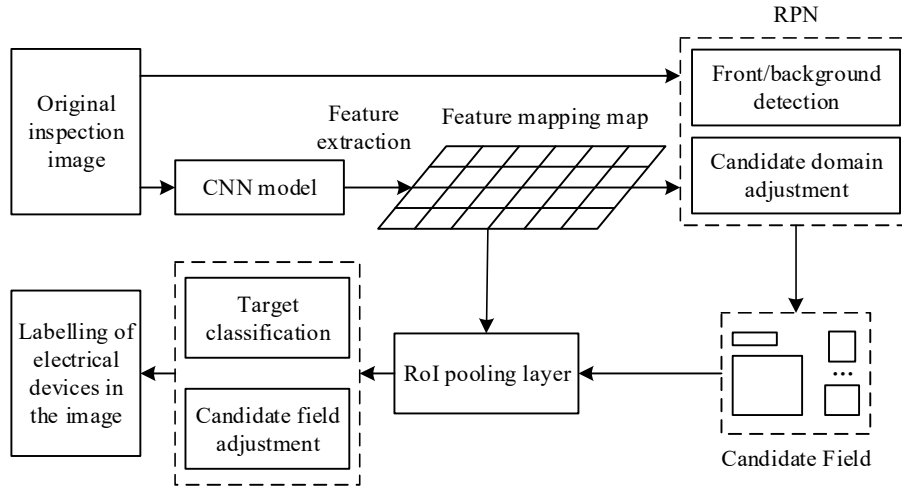 RPN
Original
inspection
image
Front/background
detection
Feature
extraction
Feature mapping map
CNN model
Candidate domain
adjustment
Labelling of
electrical
devices in
the image
Target
classification
Candidate field
adjustment
RoI pooling layer
...
Candidate Field